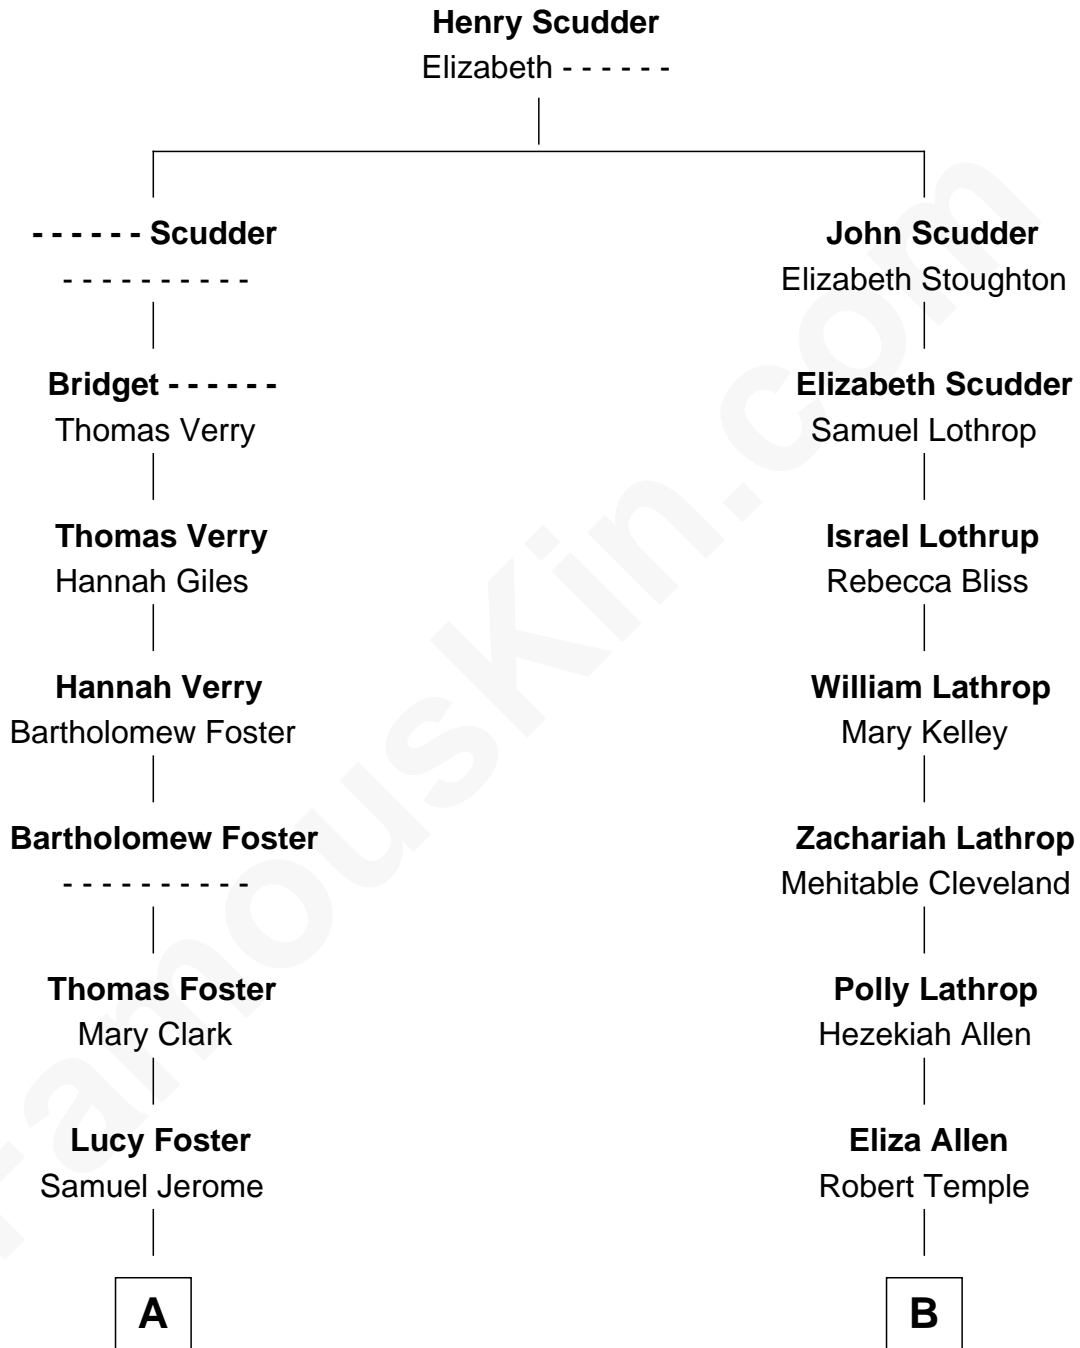 Henry Scudder
Elizabeth - - - - - -
- - - - - - Scudder
- - - - - - - - - -
John Scudder
Elizabeth Stoughton
Bridget - - - - - -
Thomas Verry
Elizabeth Scudder
Samuel Lothrop
Thomas Verry
Hannah Giles
Israel Lothrup
Rebecca Bliss
Hannah Verry
Bartholomew Foster
William Lathrop
Mary Kelley
Bartholomew Foster
- - - - - - - - - -
Zachariah Lathrop
Mehitable Cleveland
Thomas Foster
Mary Clark
Polly Lathrop
Hezekiah Allen
Lucy Foster
Samuel Jerome
Eliza Allen
Robert Temple
A
B
FamousKin.com